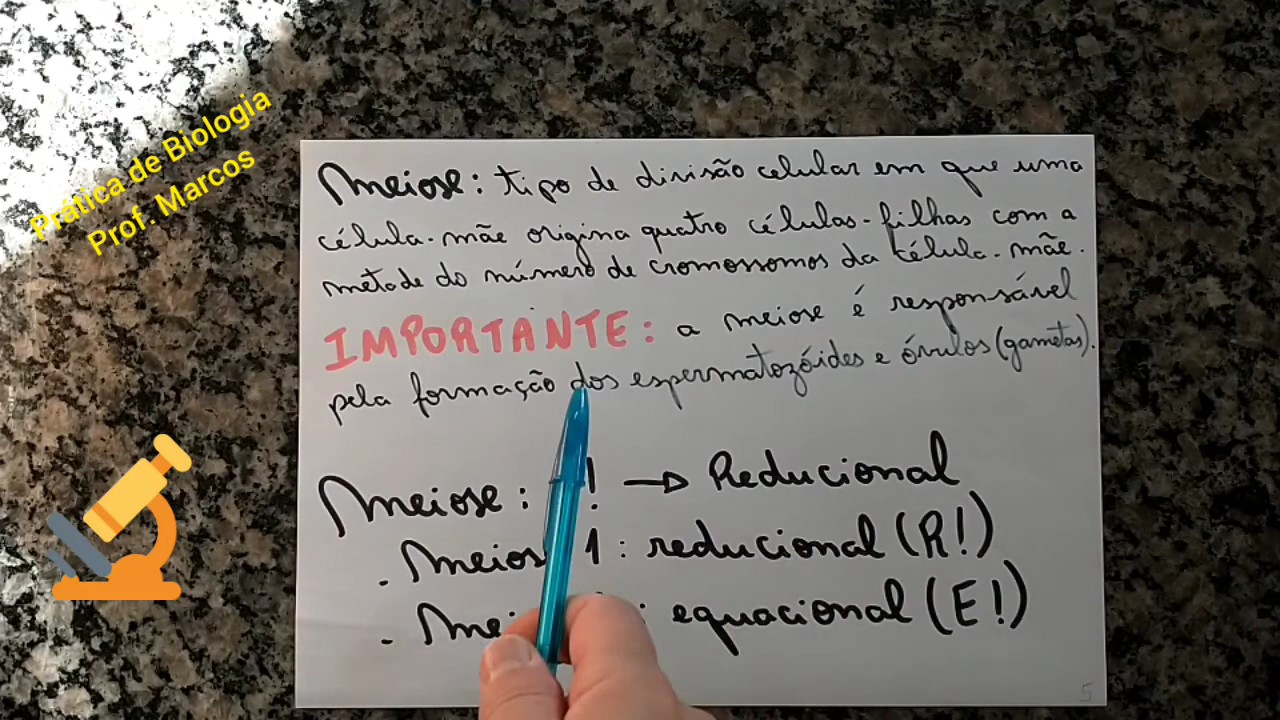 Prática de Biologia
Prof. Marcos
Meiose: tipo de divisão celular em que uma
célula-mãe origina quatro células-filhas com a
metade do número de cromossomos da célula-mãe.
IMPORTANTE: a meiose é responsável
pela formação dos espermatozóides e óvulos (gametas).
Meiose: ! → Reducional
. Meios 1: reducional (R!)
. Me : equacional (E!)
5